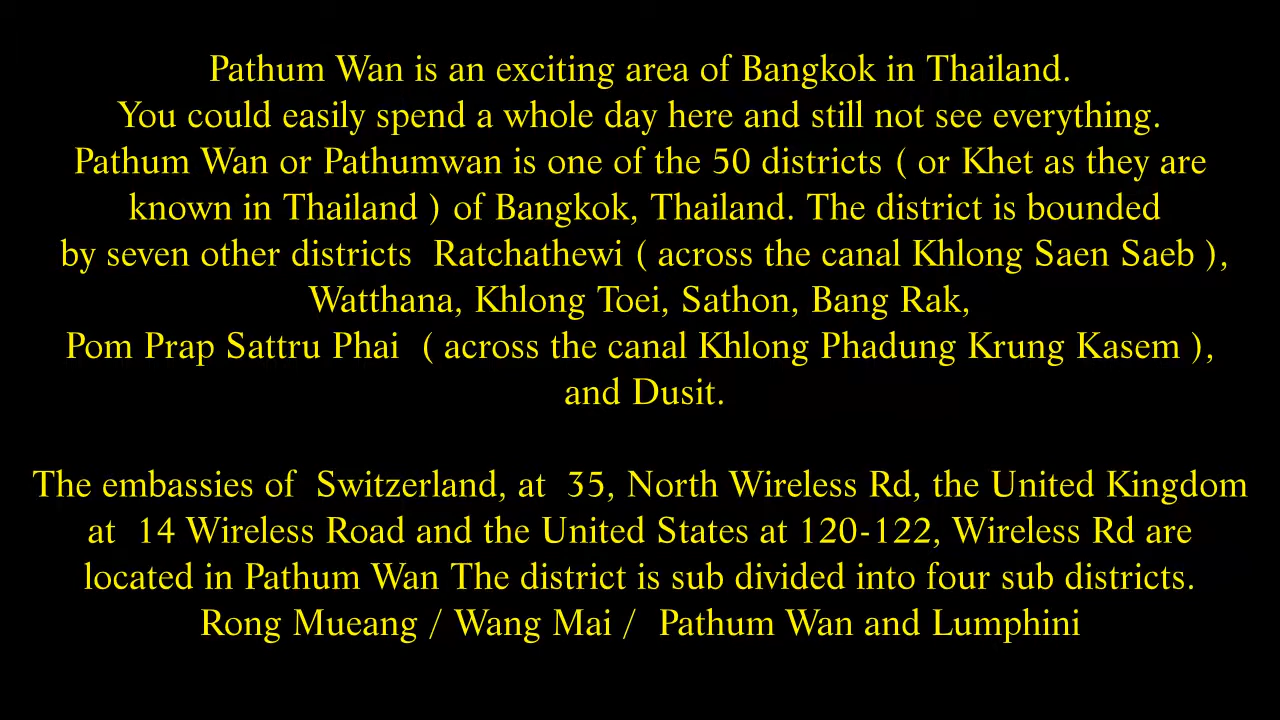 Pathum Wan is an exciting area of Bangkok in Thailand.
You could easily spend a whole day here and still not see everything.
Pathum Wan or Pathumwan is one of the 50 districts ( or Khet as they are
known in Thailand ) of Bangkok, Thailand. The district is bounded
by seven other districts  Ratchathewi ( across the canal Khlong Saen Saeb ),
Watthana, Khlong Toei, Sathon, Bang Rak,
Pom Prap Sattru Phai  ( across the canal Khlong Phadung Krung Kasem ),
and Dusit.
The embassies of  Switzerland, at  35, North Wireless Rd, the United Kingdom
at  14 Wireless Road and the United States at 120-122, Wireless Rd are
located in Pathum Wan The district is sub divided into four sub districts.
Rong Mueang / Wang Mai /  Pathum Wan and Lumphini